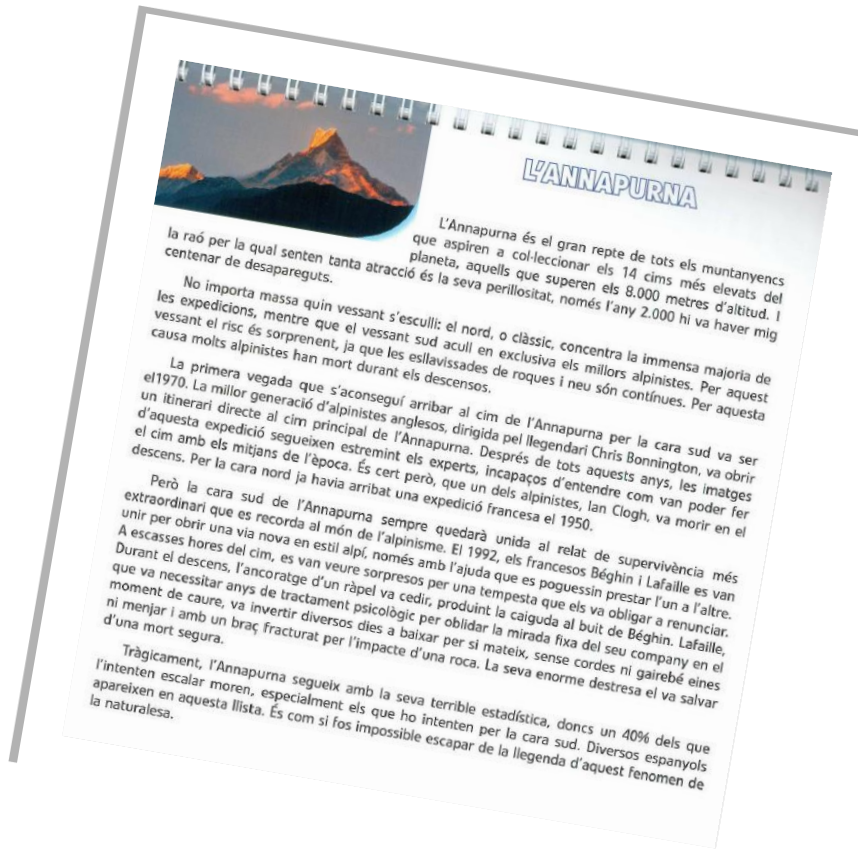 L'ANNAPURNA
L'Annapurna és el gran repte de tots els muntanyencs
que aspiren a col·leccionar els 14 cims més elevats del
planeta, aquells que superen els 8.000 metres d'altitud. I
la raó per la qual senten tanta atracció és la seva perillositat, només l'any 2.000 hi va haver mig
centenar de desapareguts.
No importa massa quin vessant s'esculli: el nord, o clàssic, concentra la immensa majoria de
les expedicions, mentre que el vessant sud acull en exclusiva els millors alpinistes. Per aquest
vessant el risc és sorprenent, ja que les esllavissades de roques i neu són contínues. Per aquesta
causa molts alpinistes han mort durant els descensos.
La primera vegada que s'aconseguí arribar al cim de l'Annapurna per la cara sud va ser
el1970. La millor generació d'alpinistes anglesos, dirigida pel llegendari Chris Bonnington, va obrir
un itinerari directe al cim principal de l'Annapurna. Després de tots aquests anys, les imatges
d'aquesta expedició segueixen estremint els experts, incapaços d'entendre com van poder fer
el cim amb els mitjans de l'època. És cert però, que un dels alpinistes, Ian Clogh, va morir en el
descens. Per la cara nord ja havia arribat una expedició francesa el 1950.
Però la cara sud de l'Annapurna sempre quedarà unida al relat de supervivència més
extraordinari que es recorda al món de l'alpinisme. El 1992, els francesos Béghin i Lafaille es van
unir per obrir una via nova en estil alpí, només amb l'ajuda que es poguessin prestar l'un a l'altre.
A escasses hores del cim, es van veure sorpresos per una tempesta que els va obligar a renunciar.
Durant el descens, l'ancoratge d'un ràpel va cedir, produint la caiguda al buit de Béghin. Lafaille,
que va necessitar anys de tractament psicològic per oblidar la mirada fixa del seu company en el
moment de caure, va invertir diversos dies a baixar per si mateix, sense cordes ni gairebé eines
ni menjar i amb un braç fracturat per l'impacte d'una roca. La seva enorme destresa el va salvar
d'una mort segura.
Tràgicament, l'Annapurna segueix amb la seva terrible estadística, doncs un 40% dels que
l'intenten escalar moren, especialment els que ho intenten per la cara sud. Diversos espanyols
apareixen en aquesta llista. És com si fos impossible escapar de la llegenda d'aquest fenomen de
la naturalesa.